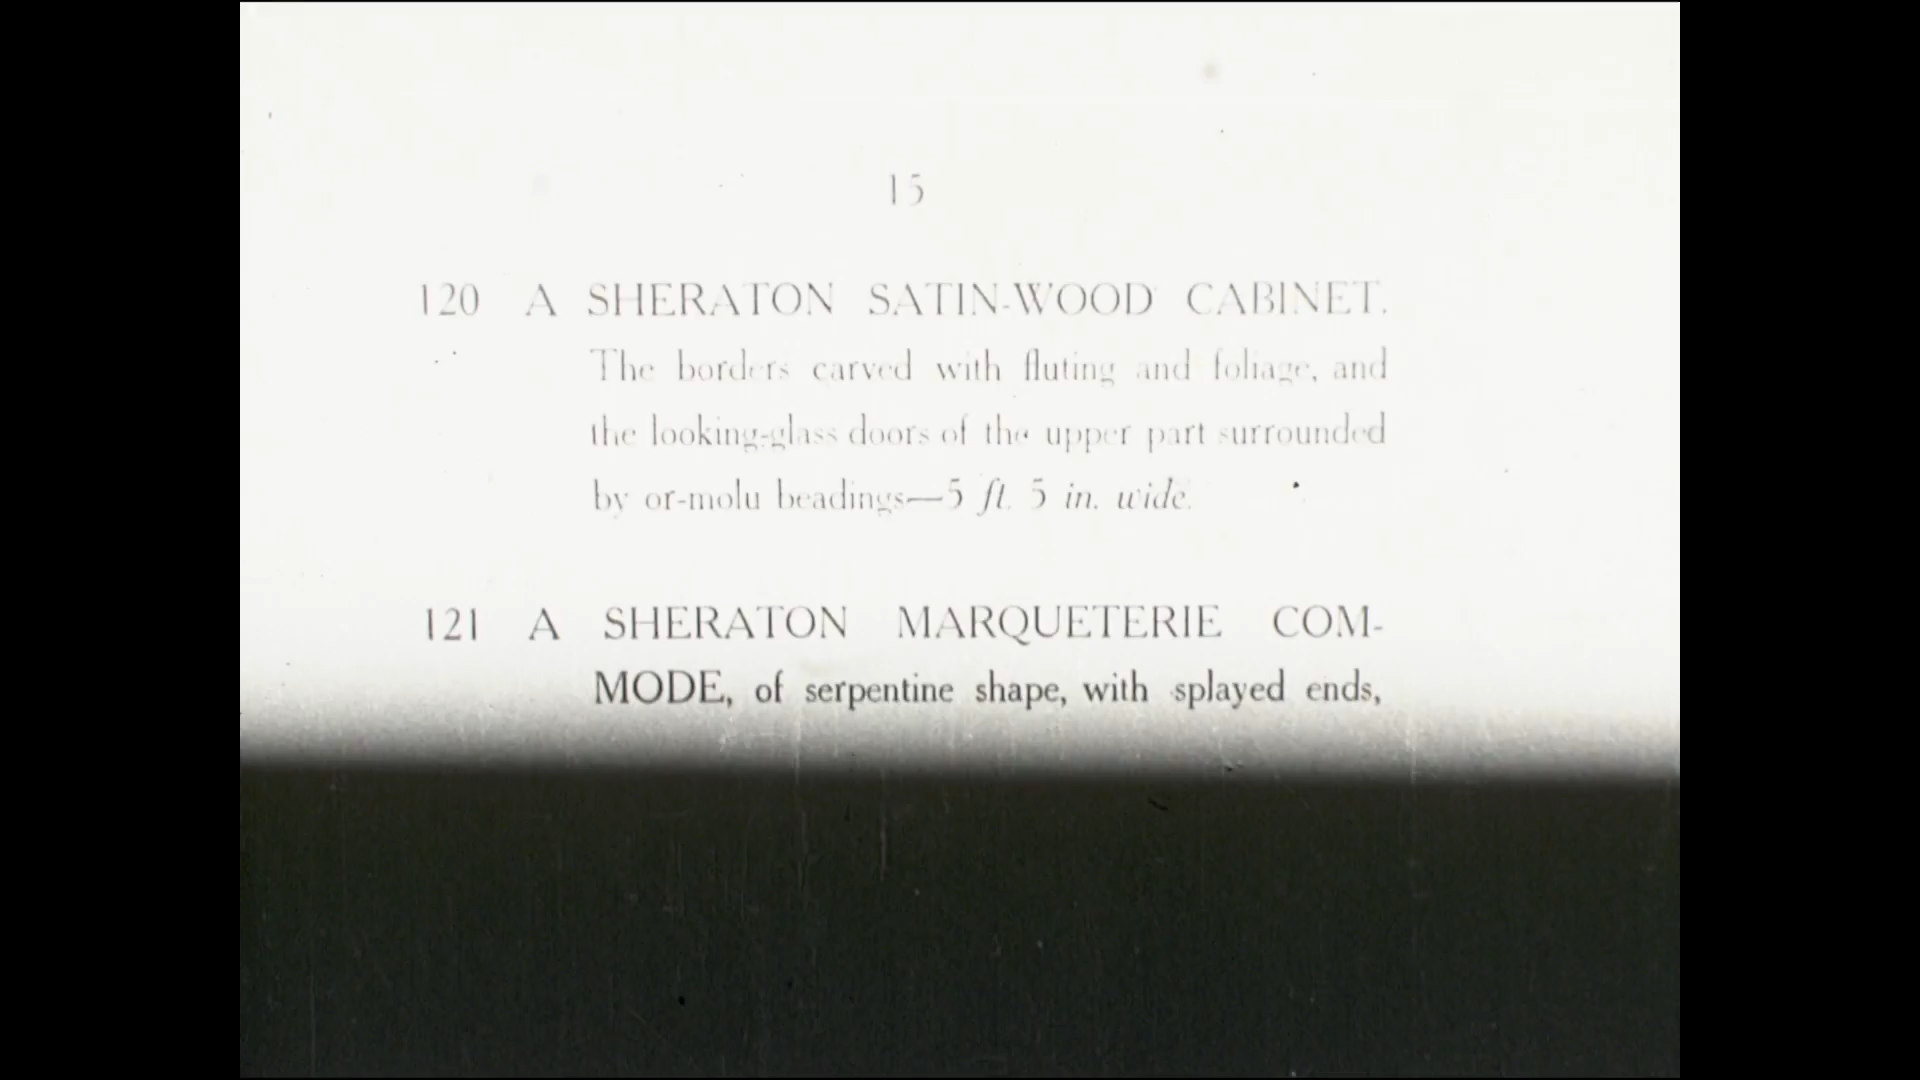 15
120 A SHERATON SATIN-WOOD CABINET.
The borders carved with fluting and foliage, and
the looking-glass doors of the upper part surrounded
by or-molu beadings—5 ft. 5 in. wide.
121 A SHERATON MARQUETERIE COM-
MODE, of serpentine shape, with splayed ends,